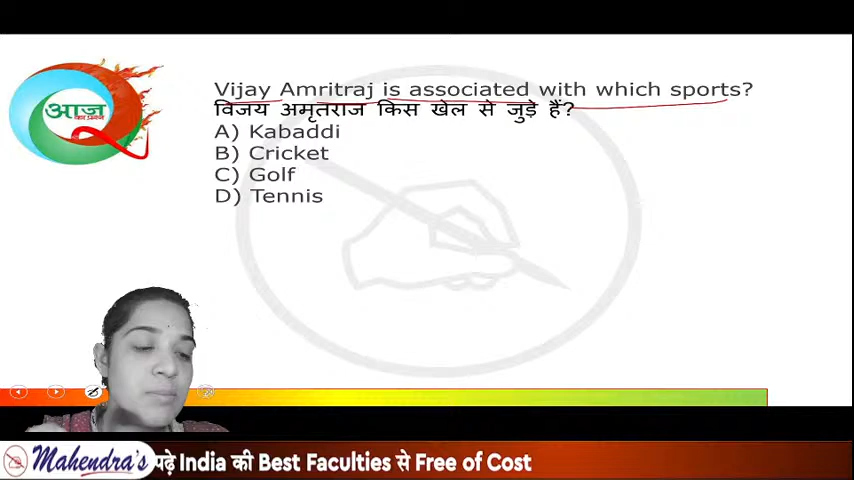 आज
का प्रश्न
Vijay Amritraj is associated with which sports?
विजय अमृतराज किस खेल से जुड़े हैं?
A) Kabaddi
B) Cricket
C) Golf
D) Tennis
Mahendra's पढ़े India की Best Faculties से Free of Cost